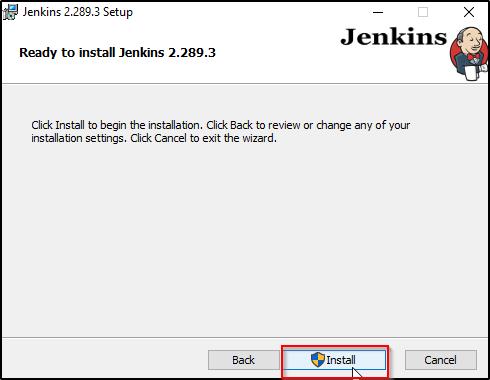 Jenkins 2.289.3 Setup
Jenkins
Ready to install Jenkins 2.289.3
Click Install to begin the installation. Click Back to review or change any of your
installation settings. Click Cancel to exit the wizard.
Back
Install
Cancel